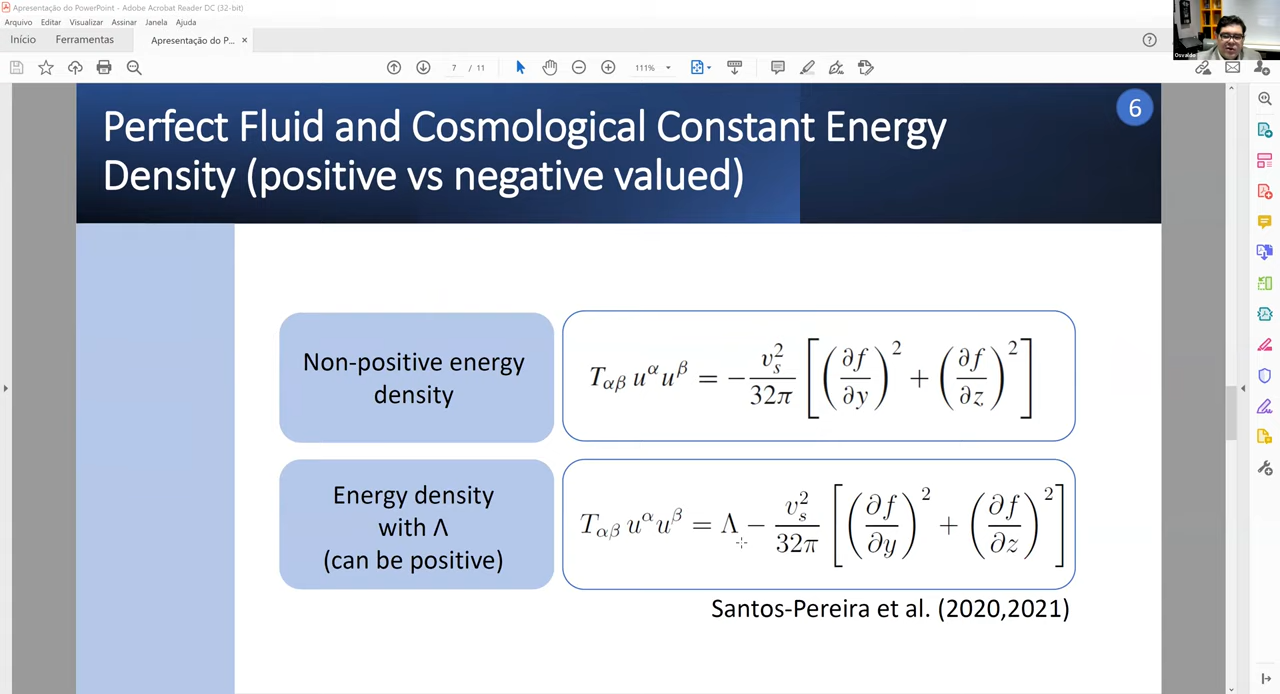 Apresentação do PowerPoint - Adobe Acrobat Reader DC (32-bit)
Arquivo Editar Visualizar Assinar Janela Ajuda
Início Ferramentas Apresentação do P... ×
7 / 11 111%
Osvaldo
Perfect Fluid and Cosmological Constant Energy
Density (positive vs negative valued)
6
Non-positive energy
density
T_{αβ} u^α u^β = − v_s^2 / 32π [ (∂f/∂y)^2 + (∂f/∂z)^2 ]
Energy density
with Λ
(can be positive)
T_{αβ} u^α u^β = Λ − v_s^2 / 32π [ (∂f/∂y)^2 + (∂f/∂z)^2 ]
Santos-Pereira et al. (2020,2021)